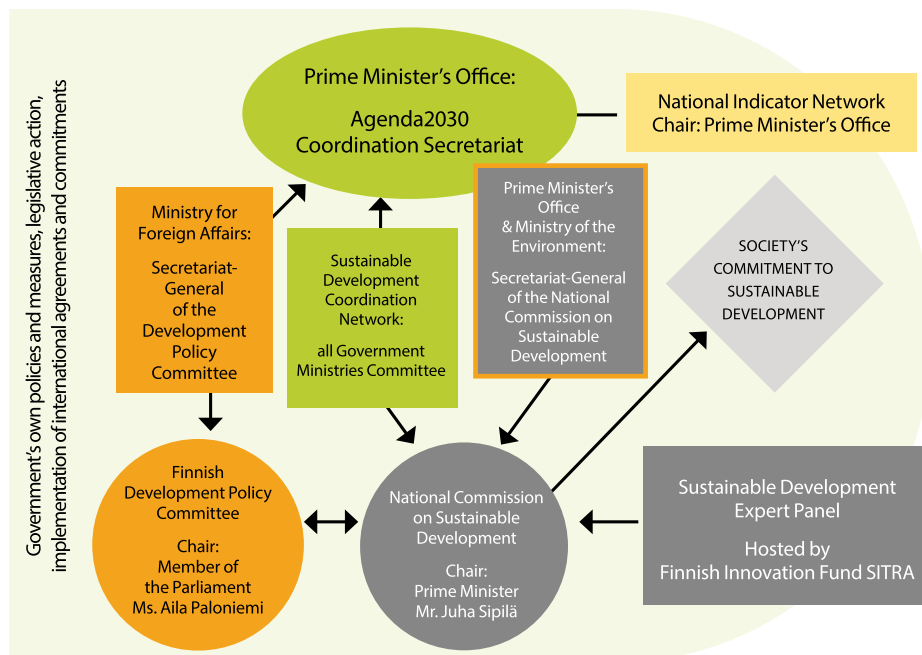 Government's own policies and measures, legislative action,
implementation of international agreements and commitments
Prime Minister's Office:
Agenda2030
Coordination Secretariat
National Indicator Network
Chair: Prime Minister's Office
Ministry for
Foreign Affairs:
Secretariat-
General
of the
Development
Policy
Committee
Sustainable
Development
Coordination
Network:
all Government
Ministries Committee
Prime Minister's
Office
& Ministry of the
Environment:
Secretariat-General
of the National
Commission on
Sustainable
Development
SOCIETY'S
COMMITMENT TO
SUSTAINABLE
DEVELOPMENT
Finnish
Development Policy
Committee
Chair:
Member of
the Parliament
Ms. Aila Paloniemi
National Commission
on Sustainable
Development
Chair:
Prime Minister
Mr. Juha Sipilä
Sustainable Development
Expert Panel
Hosted by
Finnish Innovation Fund SITRA